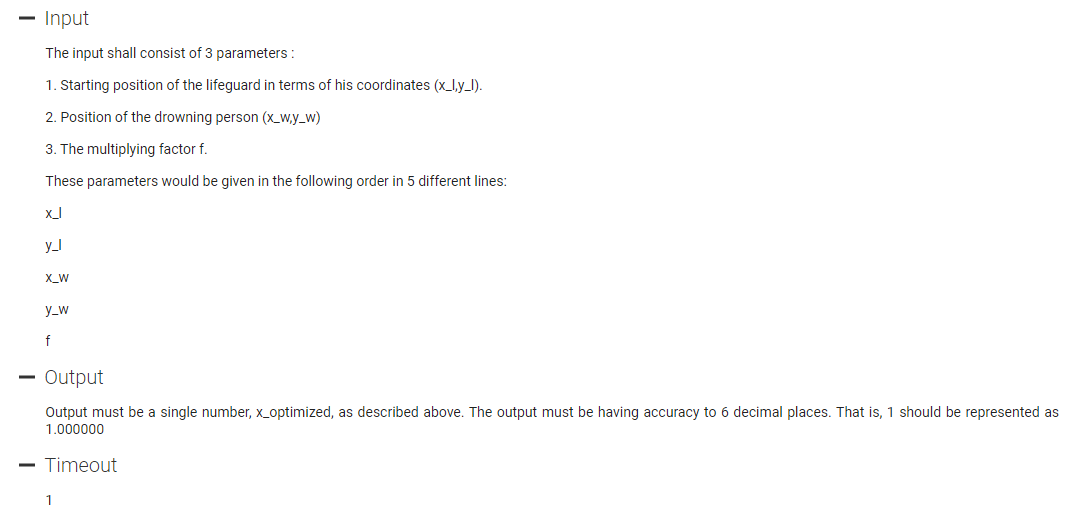 Input
The input shall consist of 3 parameters :
1. Starting position of the lifeguard in terms of his coordinates (x_l,y_l).
2. Position of the drowning person (x_w,y_w)
3. The multiplying factor f.
These parameters would be given in the following order in 5 different lines:
x_l
y_l
x_w
y_w
f
Output
Output must be a single number, x_optimized, as described above. The output must be having accuracy to 6 decimal places. That is, 1 should be represented as
1.000000
Timeout
1